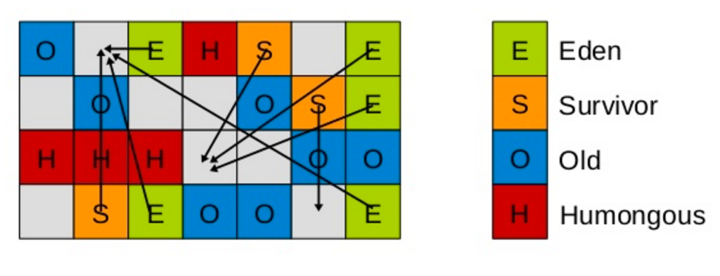 O E H S E E Eden
O O S E S Survivor
H H H O O O Old
S E O O E H Humongous